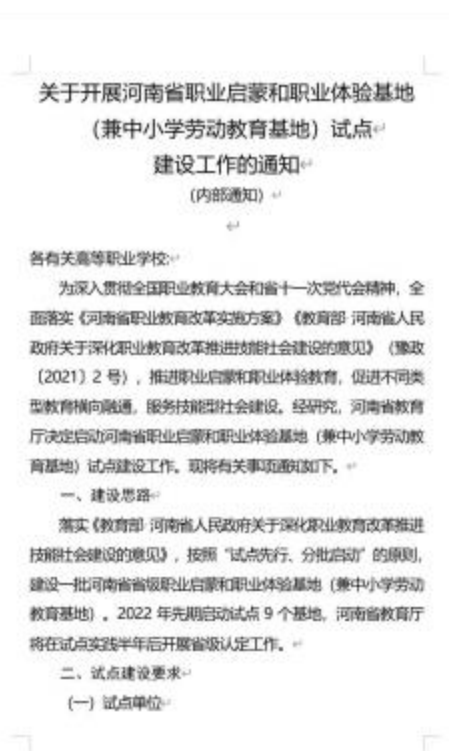 关于开展河南省职业启蒙和职业体验基地
（兼中小学劳动教育基地）试点
建设工作的通知
（内部通知）
各有关高等职业学校:
为深入贯彻全国职业教育大会和省十一次党代会精神，全
面落实《河南省职业教育改革实施方案》《教育部 河南省人民
政府关于深化职业教育改革推进技能社会建设的意见》（豫政
〔2021〕2 号），推进职业启蒙和职业体验教育，促进不同类
型教育横向融通，服务技能型社会建设。经研究，河南省教育
厅决定启动河南省职业启蒙和职业体验基地（兼中小学劳动教
育基地）试点建设工作。现将有关事项通知如下。
一、建设思路
落实《教育部 河南省人民政府关于深化职业教育改革推进
技能社会建设的意见》，按照“试点先行、分批启动”的原则，
建设一批河南省省级职业启蒙和职业体验基地（兼中小学劳动
教育基地）。2022 年先期启动试点 9 个基地，河南省教育厅
将在试点实践半年后开展省级认定工作。
二、试点建设要求
（一）试点单位